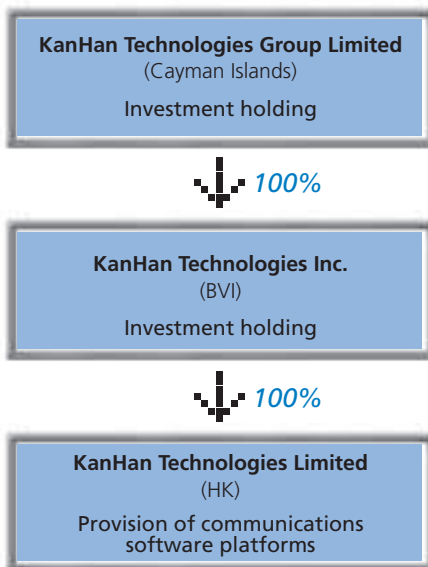 KanHan Technologies Group Limited
(Cayman Islands)
Investment holding
100%
KanHan Technologies Inc.
(BVI)
Investment holding
100%
KanHan Technologies Limited
(HK)
Provision of communications
software platforms